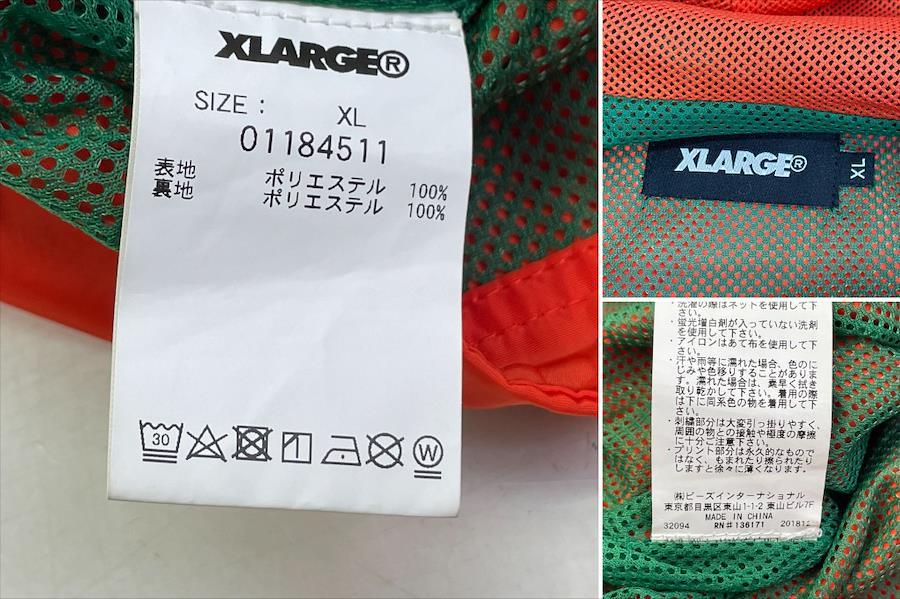 XLARGE®
SIZE : XL
01184511
表地 ポリエステル 100%
裏地 ポリエステル 100%
30
W
XLARGE®
XL
・洗濯の際はネットを使用して下
さい。
・蛍光増白剤が入っていない洗剤
を使用して下さい。
・アイロンはあて布を使用して下
さい。
・汗や雨等に濡れた場合、色のに
じみや色移りすることがありま
す。濡れた場合は、素早く拭き
取り乾かして下さい。着用の際
は下に同系色の物を着用して下
さい。
・刺繍部分は大変引っ掛りやすく、
周囲の物との接触や極度の摩擦
に十分ご注意下さい。
・プリント部分は永久的なもので
はなく、もまれたり擦られたり
しますと徐々に薄くなります。
㈱ビーズインターナショナル
東京都目黒区東山1-1-2 東山ビル7F
MADE IN CHINA
32094 RN#136171 201812